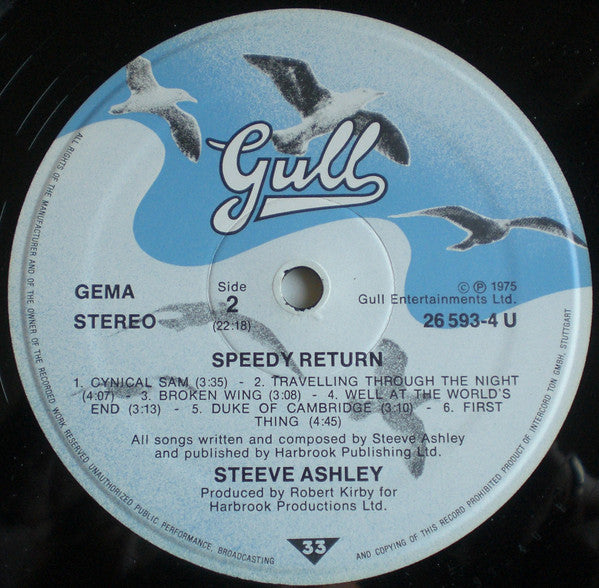 Gull
GEMA
STEREO
Side
2
(22:18)
© ℗ 1975
Gull Entertainments Ltd.
26 593-4 U
SPEEDY RETURN
1. CYNICAL SAM (3:35) - 2. TRAVELLING THROUGH THE NIGHT
(4:07) - 3. BROKEN WING (3:08) - 4. WELL AT THE WORLD'S
END (3:13) - 5. DUKE OF CAMBRIDGE (3:10) - 6. FIRST
THING (4:45)
All songs written and composed by Steeve Ashley
and published by Harbrook Publishing Ltd.
STEEVE ASHLEY
Produced by Robert Kirby for
Harbrook Productions Ltd.
33
ALL RIGHTS OF THE MANUFACTURER AND OF THE OWNER OF THE RECORDED WORK RESERVED UNAUTHORIZED PUBLIC PERFORMANCE, BROADCASTING
AND COPYING OF THIS RECORD PROHIBITED. PRODUCT OF INTERCORD TON GMBH, STUTTGART